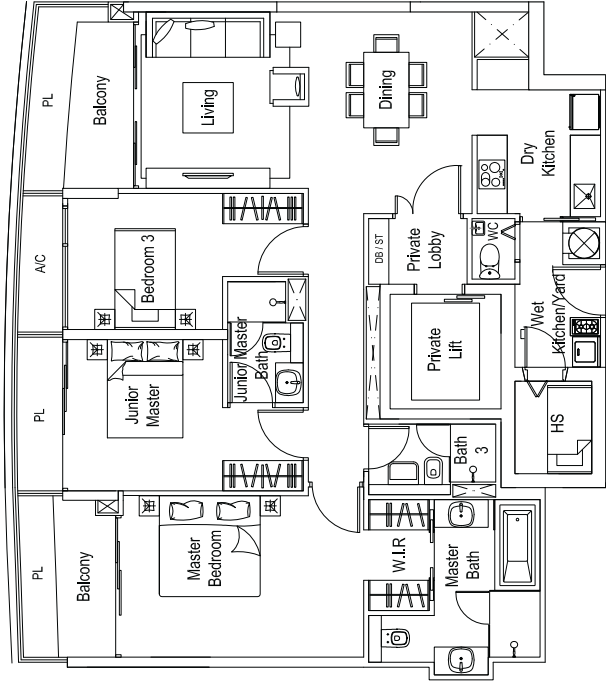 PL
Balcony
Living
Dining
Dry
Kitchen
A/C
Bedroom 3
DB / ST
Private
Lobby
WC
Wet
Kitchen/Yard
PL
Junior
Master
Junior Master
Bath
Private
Lift
HS
Bath
3
PL
Balcony
Master
Bedroom
W.I.R
Master
Bath